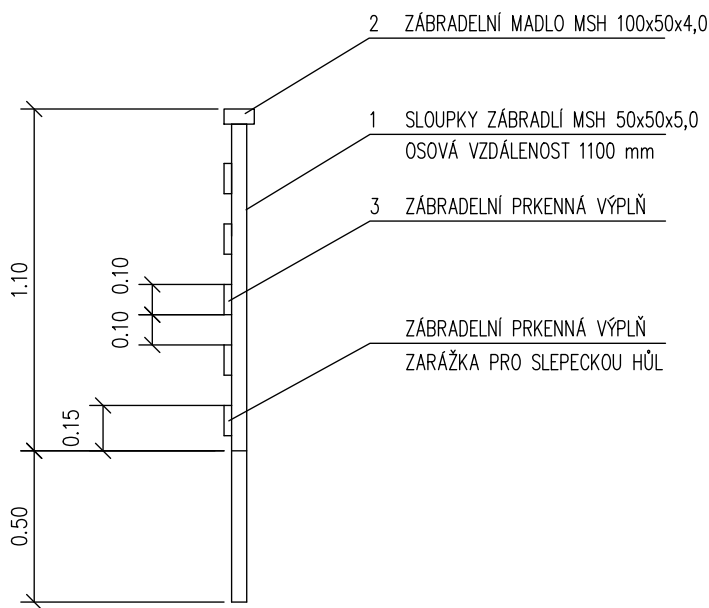 2 ZÁBRADELNÍ MADLO MSH 100x50x4,0
1 SLOUPKY ZÁBRADLÍ MSH 50x50x5,0
OSOVÁ VZDÁLENOST 1100 mm
3 ZÁBRADELNÍ PRKENNÁ VÝPLŇ
ZÁBRADELNÍ PRKENNÁ VÝPLŇ
ZARÁŽKA PRO SLEPECKOU HŮL
1.10
0.10
0.10
0.15
0.50